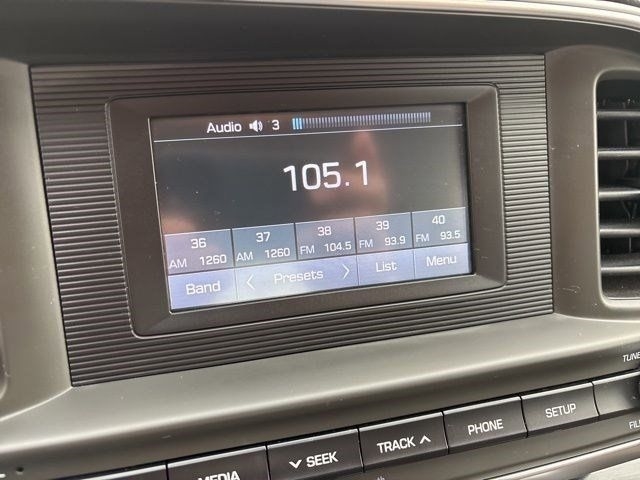 Audio 3
105.1
36 37 38 39 40
AM 1260 AM 1260 FM 104.5 FM 93.9 FM 93.5
Band < Presets > List Menu
TUNE
MEDIA SEEK TRACK PHONE SETUP